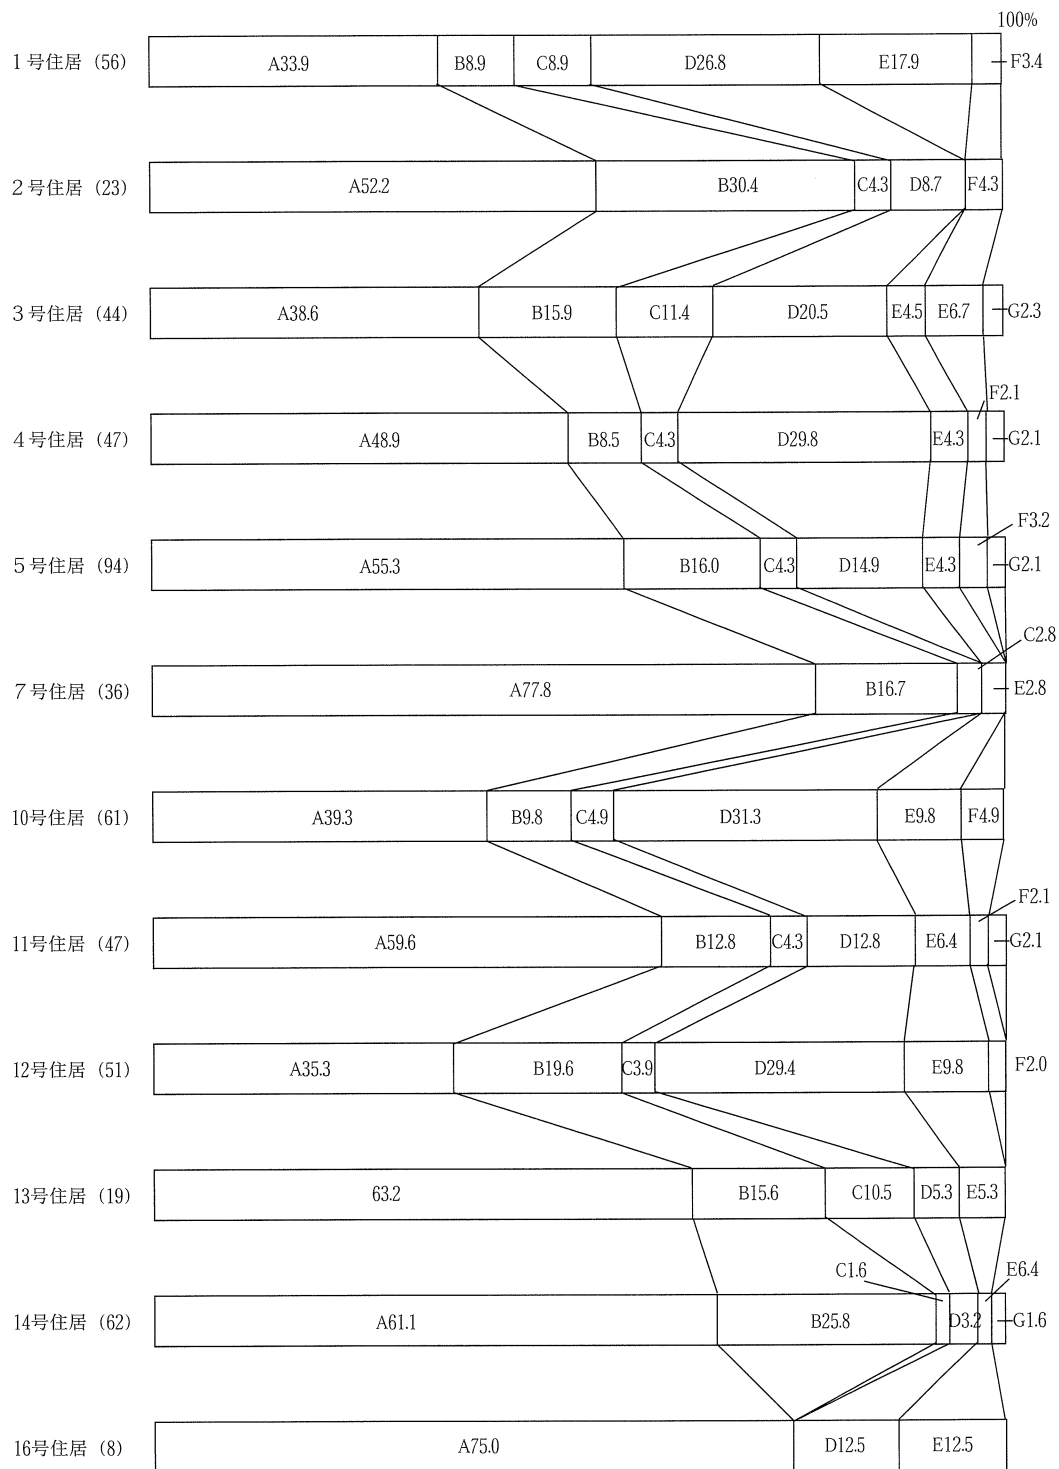 100%
1号住居 (56) A33.9 B8.9 C8.9 D26.8 E17.9 F3.4
2号住居 (23) A52.2 B30.4 C4.3 D8.7 F4.3
3号住居 (44) A38.6 B15.9 C11.4 D20.5 E4.5 E6.7 G2.3
F2.1
4号住居 (47) A48.9 B8.5 C4.3 D29.8 E4.3 G2.1
F3.2
5号住居 (94) A55.3 B16.0 C4.3 D14.9 E4.3 G2.1
C2.8
7号住居 (36) A77.8 B16.7 E2.8
10号住居 (61) A39.3 B9.8 C4.9 D31.3 E9.8 F4.9
F2.1
11号住居 (47) A59.6 B12.8 C4.3 D12.8 E6.4 G2.1
12号住居 (51) A35.3 B19.6 C3.9 D29.4 E9.8 F2.0
13号住居 (19) 63.2 B15.6 C10.5 D5.3 E5.3
C1.6 E6.4
14号住居 (62) A61.1 B25.8 D3.2 G1.6
16号住居 (8) A75.0 D12.5 E12.5